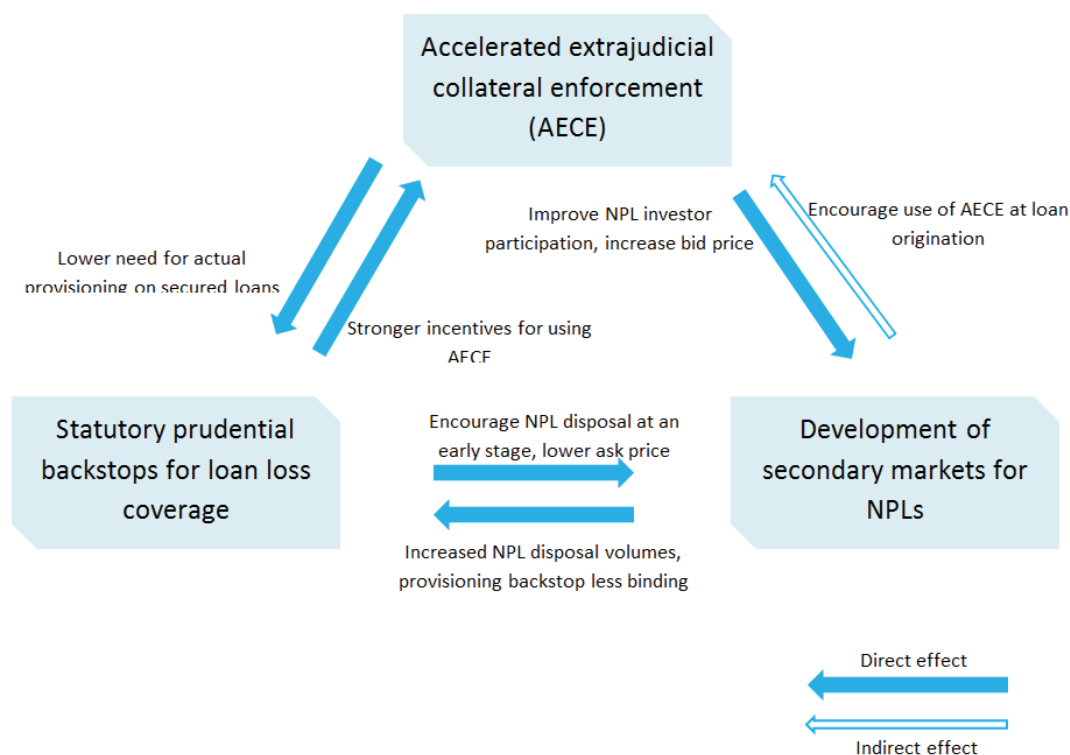 Accelerated extrajudicial
collateral enforcement
(AECE)
Improve NPL investor
participation, increase bid price
Encourage use of AECE at loan
origination
Lower need for actual
provisioning on secured loans
Stronger incentives for using
AECE
Statutory prudential
backstops for loan loss
coverage
Encourage NPL disposal at an
early stage, lower ask price
Increased NPL disposal volumes,
provisioning backstop less binding
Development of
secondary markets for
NPLs
Direct effect
Indirect effect